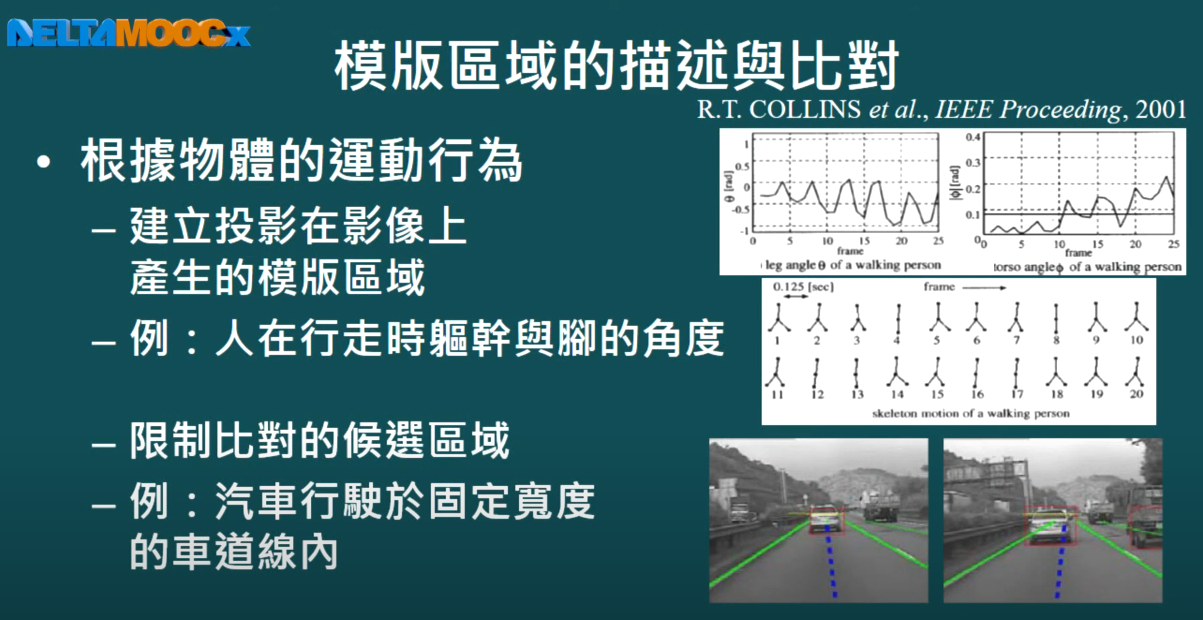 DELTAMOOCx
模版區域的描述與比對
R.T. COLLINS et al., IEEE Proceeding, 2001
• 根據物體的運動行為
– 建立投影在影像上
產生的模版區域
– 例：人在行走時軀幹與腳的角度
– 限制比對的候選區域
– 例：汽車行駛於固定寬度
的車道線內
1
0.5
0
-0.5
-1
θ [rad]
0 5 10 15 20 25
frame
leg angle θ of a walking person
0.4
0.3
0.2
0.1
0
|ϕ| [rad]
0 5 10 15 20 25
frame
torso angle ϕ of a walking person
0.125 [sec] frame
1 2 3 4 5 6 7 8 9 10
11 12 13 14 15 16 17 18 19 20
skeleton motion of a walking person